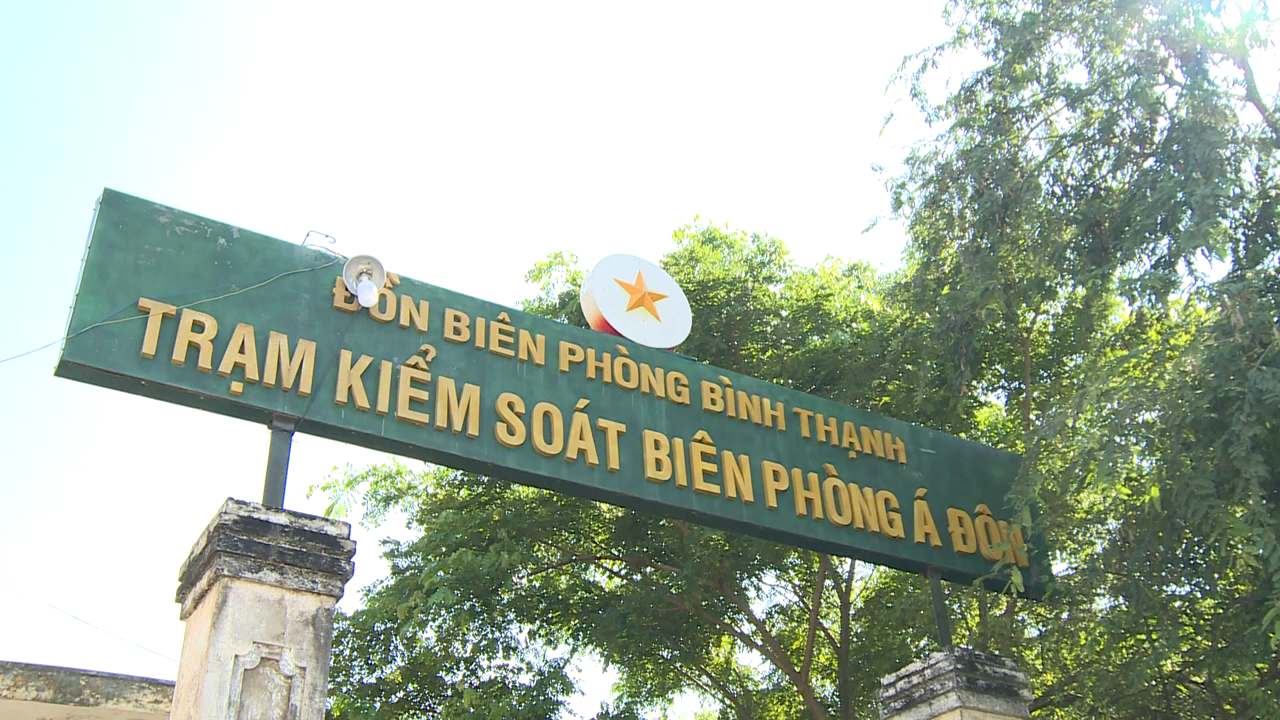 ĐỒN BIÊN PHÒNG BÌNH THẠNH
TRẠM KIỂM SOÁT BIÊN PHÒNG Á ĐÔN